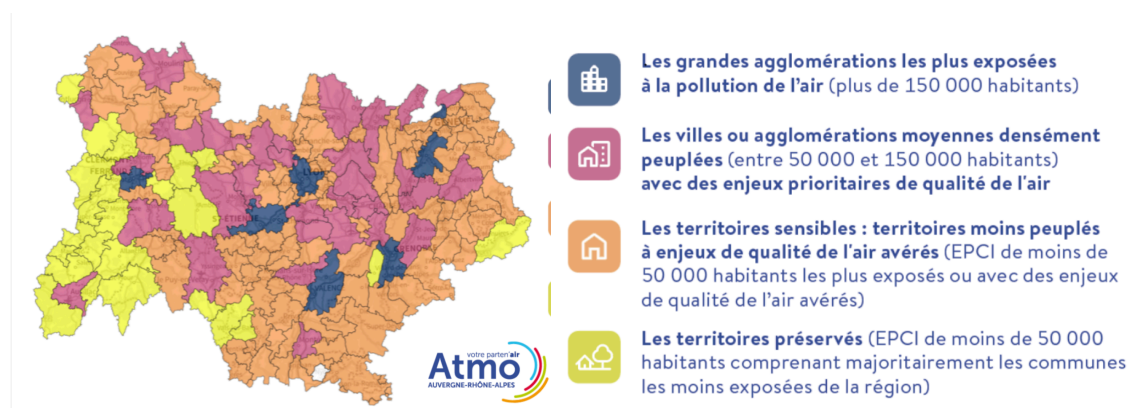 Les grandes agglomérations les plus exposées
à la pollution de l’air (plus de 150 000 habitants)
Les villes ou agglomérations moyennes densément
peuplées (entre 50 000 et 150 000 habitants)
avec des enjeux prioritaires de qualité de l'air
Les territoires sensibles : territoires moins peuplés
à enjeux de qualité de l'air avérés (EPCI de moins de
50 000 habitants les plus exposés ou avec des enjeux
de qualité de l’air avérés)
Les territoires préservés (EPCI de moins de 50 000
habitants comprenant majoritairement les communes
les moins exposées de la région)
ST-ETIENNE
votre parten'air
Atmo
AUVERGNE-RHÔNE-ALPES